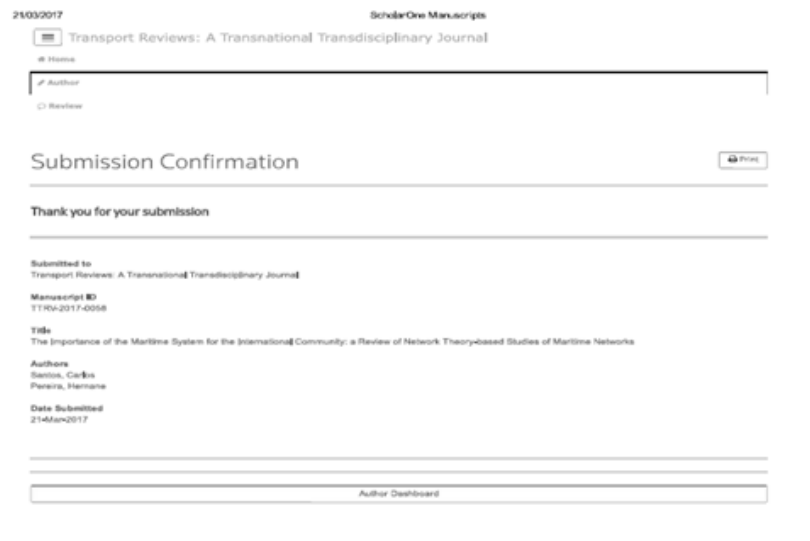 21/03/2017 ScholarOne Manuscripts
Transport Reviews: A Transnational Transdisciplinary Journal
Home
Author
Review
Submission Confirmation
Print
Thank you for your submission
Submitted to
Transport Reviews: A Transnational Transdisciplinary Journal
Manuscript ID
TTRV-2017-0058
Title
The Importance of the Maritime System for the International Community: a Review of Network Theory-based Studies of Maritime Networks
Authors
Santos, Carlos
Pereira, Hernane
Date Submitted
21-Mar-2017
Author Dashboard